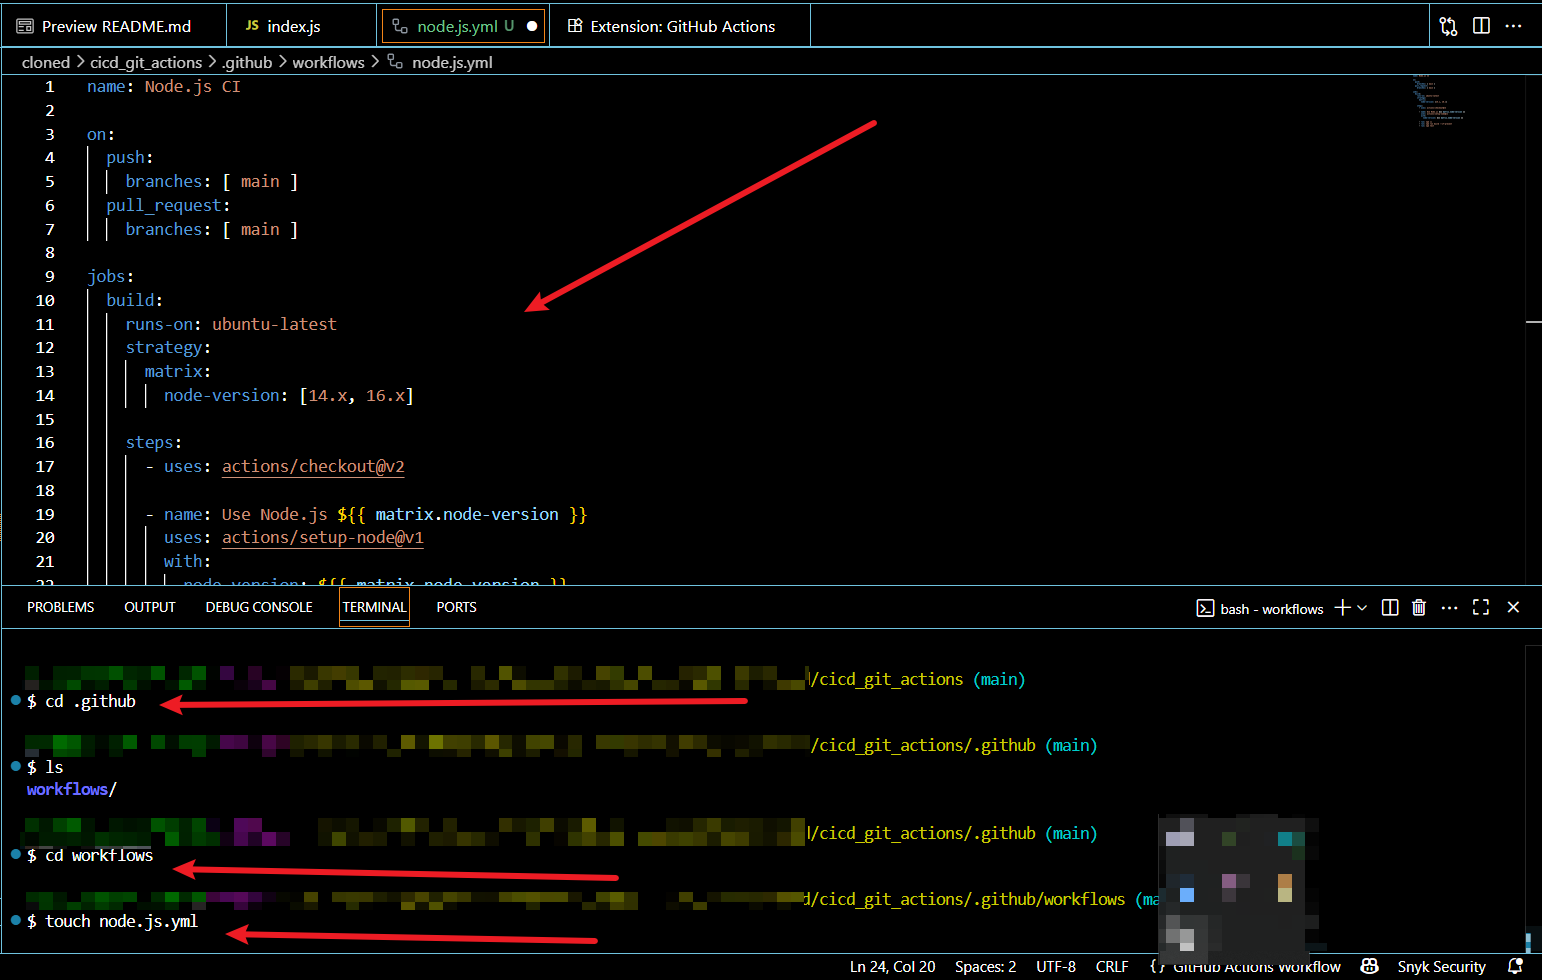 Preview README.md
JS index.js
node.js.yml U
Extension: GitHub Actions
cloned > cicd_git_actions > .github > workflows > node.js.yml
1 name: Node.js CI
2
3 on:
4 push:
5 branches: [ main ]
6 pull_request:
7 branches: [ main ]
8
9 jobs:
10 build:
11 runs-on: ubuntu-latest
12 strategy:
13 matrix:
14 node-version: [14.x, 16.x]
15
16 steps:
17 - uses: actions/checkout@v2
18
19 - name: Use Node.js ${{ matrix.node-version }}
20 uses: actions/setup-node@v1
21 with:
22 node-version: ${{ matrix.node-version }}
PROBLEMS OUTPUT DEBUG CONSOLE TERMINAL PORTS
bash - workflows
/cicd_git_actions (main)
$ cd .github
/cicd_git_actions/.github (main)
$ ls
workflows/
/cicd_git_actions/.github (main)
$ cd workflows
d/cicd_git_actions/.github/workflows (ma
$ touch node.js.yml
Ln 24, Col 20 Spaces: 2 UTF-8 CRLF {} GitHub Actions Workflow Snyk Security